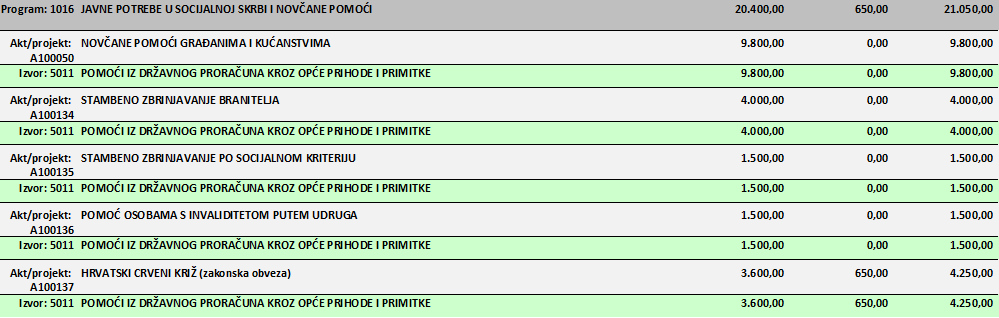 Program: 1016 JAVNE POTREBE U SOCIJALNOJ SKRBI I NOVČANE POMOĆI 20.400,00 650,00 21.050,00
Akt/projekt: NOVČANE POMOĆI GRAĐANIMA I KUĆANSTVIMA 9.800,00 0,00 9.800,00
A100050
Izvor: 5011 POMOĆI IZ DRŽAVNOG PRORAČUNA KROZ OPĆE PRIHODE I PRIMITKE 9.800,00 0,00 9.800,00
Akt/projekt: STAMBENO ZBRINJAVANJE BRANITELJA 4.000,00 0,00 4.000,00
A100134
Izvor: 5011 POMOĆI IZ DRŽAVNOG PRORAČUNA KROZ OPĆE PRIHODE I PRIMITKE 4.000,00 0,00 4.000,00
Akt/projekt: STAMBENO ZBRINJAVANJE PO SOCIJALNOM KRITERIJU 1.500,00 0,00 1.500,00
A100135
Izvor: 5011 POMOĆI IZ DRŽAVNOG PRORAČUNA KROZ OPĆE PRIHODE I PRIMITKE 1.500,00 0,00 1.500,00
Akt/projekt: POMOĆ OSOBAMA S INVALIDITETOM PUTEM UDRUGA 1.500,00 0,00 1.500,00
A100136
Izvor: 5011 POMOĆI IZ DRŽAVNOG PRORAČUNA KROZ OPĆE PRIHODE I PRIMITKE 1.500,00 0,00 1.500,00
Akt/projekt: HRVATSKI CRVENI KRIŽ (zakonska obveza) 3.600,00 650,00 4.250,00
A100137
Izvor: 5011 POMOĆI IZ DRŽAVNOG PRORAČUNA KROZ OPĆE PRIHODE I PRIMITKE 3.600,00 650,00 4.250,00